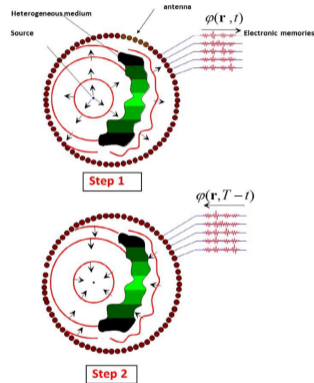 Heterogeneous medium
antenna
Source
φ(r ,t)
Electronic memories
Step 1
φ(r,T−t)
Step 2